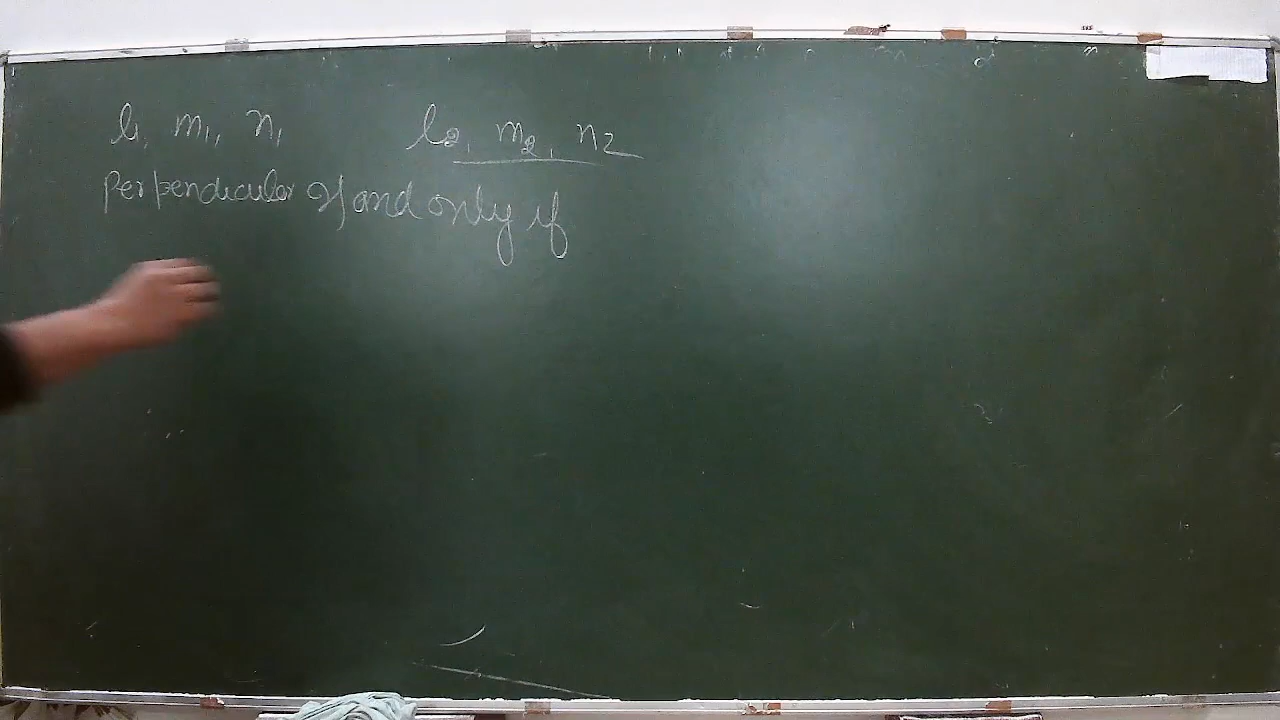 l1, m1, n1 l2, m2, n2
Perpendicular if and only if